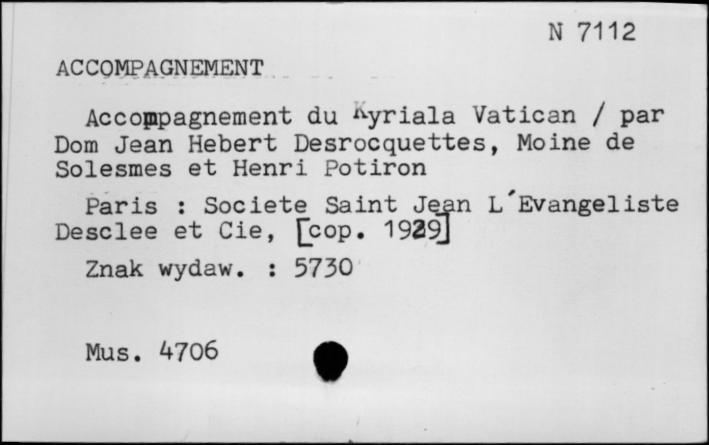 N 7112
ACCOMPAGNEMENT
Accompagnement du Kyriala Vatican / par
Dom Jean Hebert Desrocquettes, Moine de
Solesmes et Henri Potiron
Paris : Societe Saint Jean L´Evangeliste
Desclee et Cie, [cop. 1929]
Znak wydaw. : 5730
Mus. 4706